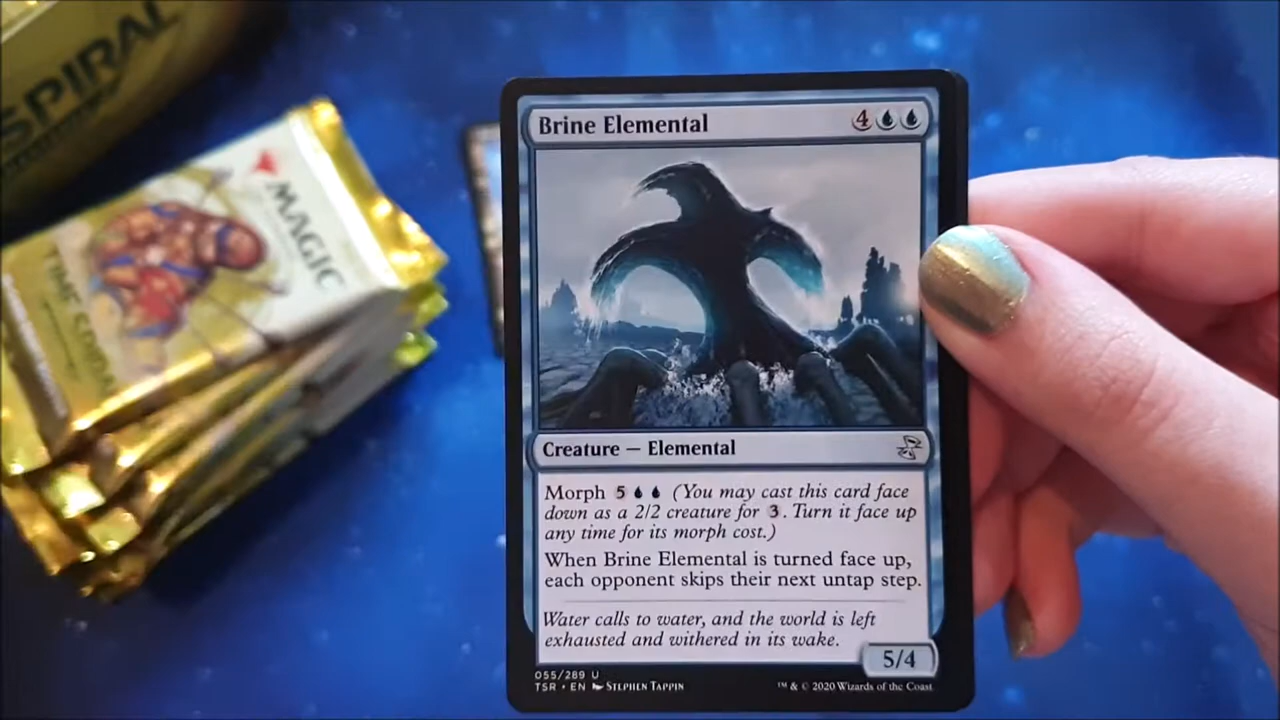 SPIRAL
MAGIC
TIME SPIRAL
Brine Elemental
4
Creature — Elemental
Morph 5 (You may cast this card face
down as a 2/2 creature for 3. Turn it face up
any time for its morph cost.)
When Brine Elemental is turned face up,
each opponent skips their next untap step.
Water calls to water, and the world is left
exhausted and withered in its wake.
5/4
055/289 U
TSR • EN Stephen Tappin
™ & © 2020 Wizards of the Coast